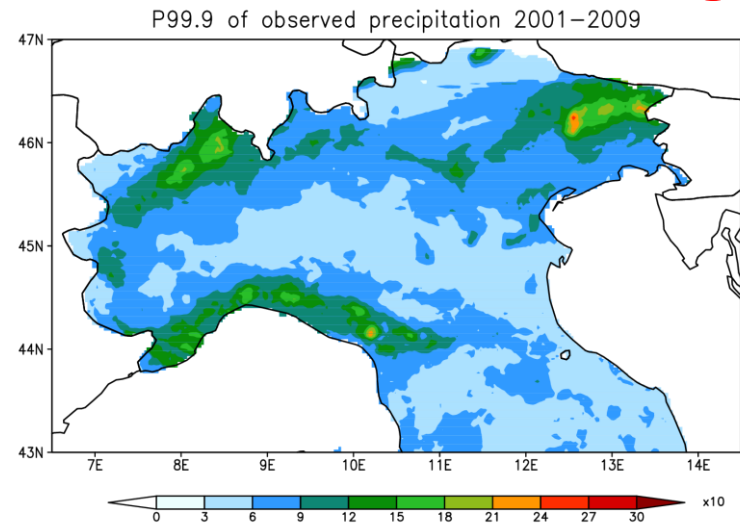 P99.9 of observed precipitation 2001–2009
47N
46N
45N
44N
43N
7E 8E 9E 10E 11E 12E 13E 14E
0 3 6 9 12 15 18 21 24 27 30 x10